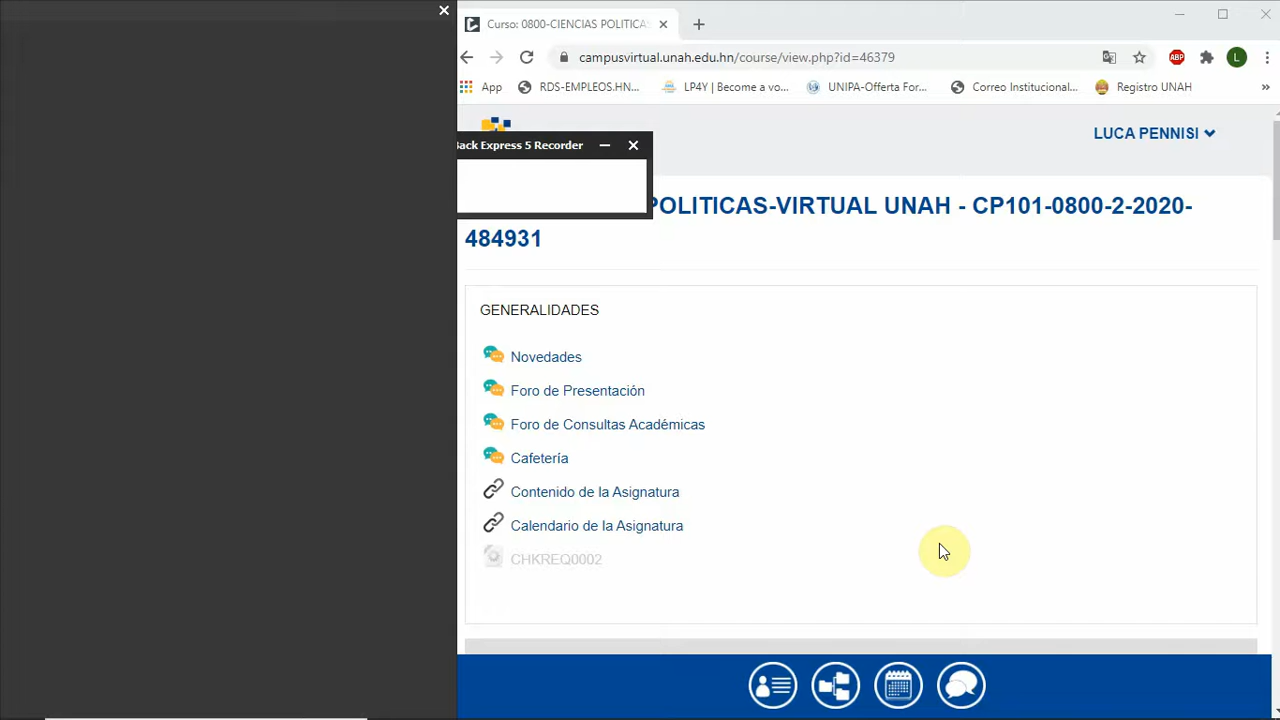 Curso: 0800-CIENCIAS POLITICA
campusvirtual.unah.edu.hn/course/view.php?id=46379
ABP
L
App
RDS-EMPLEOS.HN...
LP4Y | Become a vo...
UNIPA-Offerta For...
Correo Institucional...
Registro UNAH
»
LUCA PENNISI
Back Express 5 Recorder
POLITICAS-VIRTUAL UNAH - CP101-0800-2-2020-
484931
GENERALIDADES
Novedades
Foro de Presentación
Foro de Consultas Académicas
Cafetería
Contenido de la Asignatura
Calendario de la Asignatura
CHKREQ0002